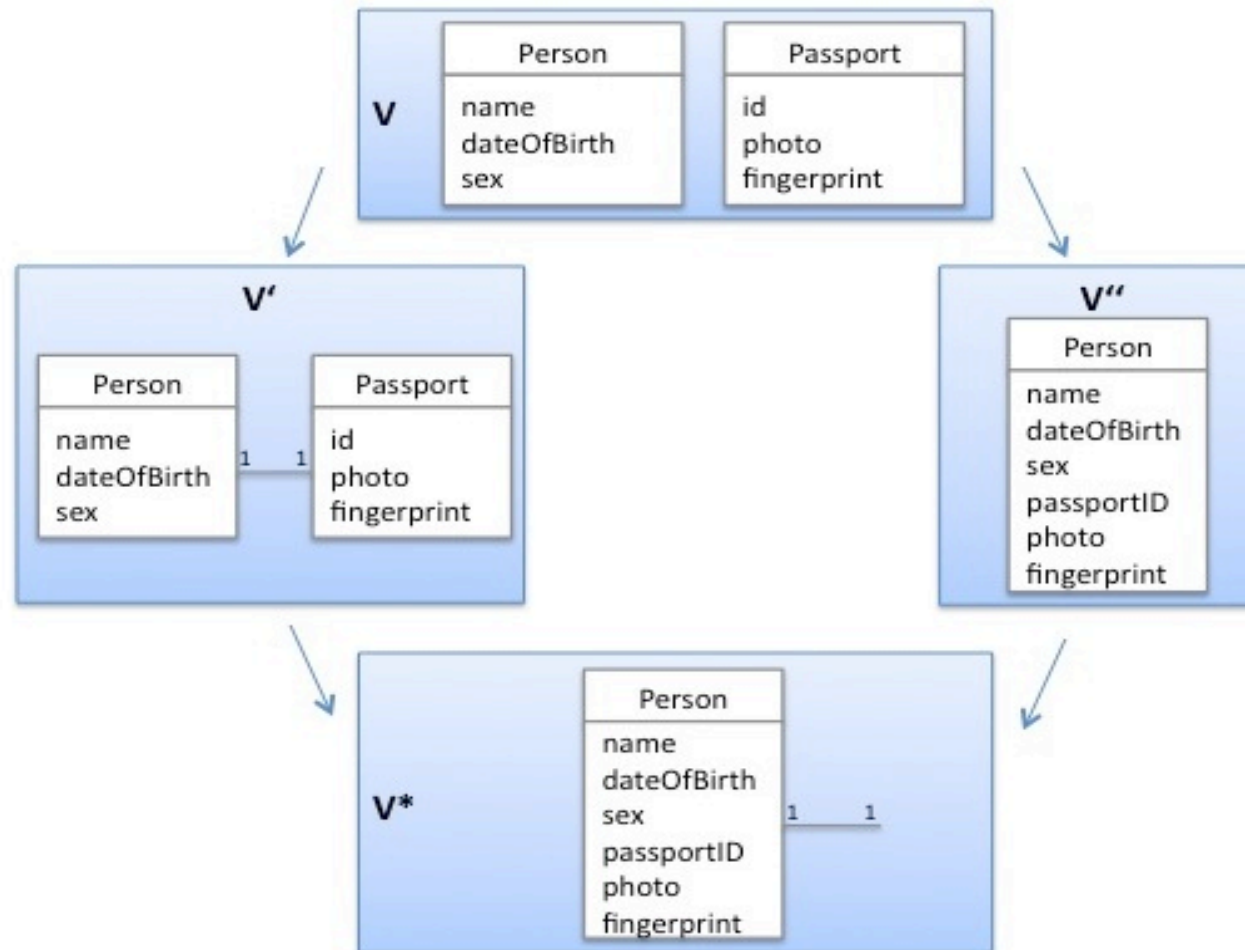 V
Person
name
dateOfBirth
sex
Passport
id
photo
fingerprint
V‘
Person
name
dateOfBirth
sex
1 1
Passport
id
photo
fingerprint
V‘‘
Person
name
dateOfBirth
sex
passportID
photo
fingerprint
V*
Person
name
dateOfBirth
sex
passportID
photo
fingerprint
1 1